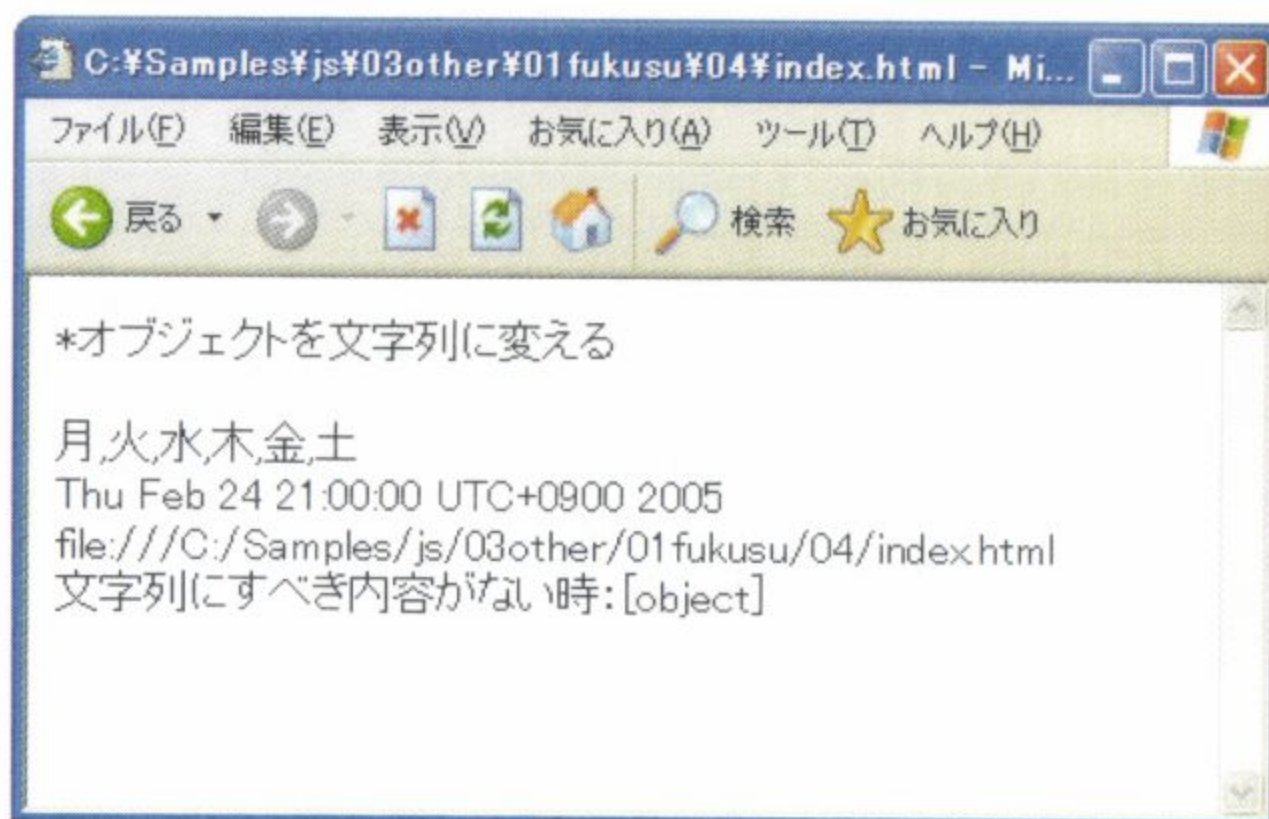 C:¥Samples¥js¥03other¥01fukusu¥04¥index.html - Mi...
ファイル(F) 編集(E) 表示(V) お気に入り(A) ツール(T) ヘルプ(H)
戻る 検索 お気に入り
*オブジェクトを文字列に変える
月,火,水,木,金,土
Thu Feb 24 21:00:00 UTC+0900 2005
file:///C:/Samples/js/03other/01fukusu/04/index.html
文字列にすべき内容がない時:[object]